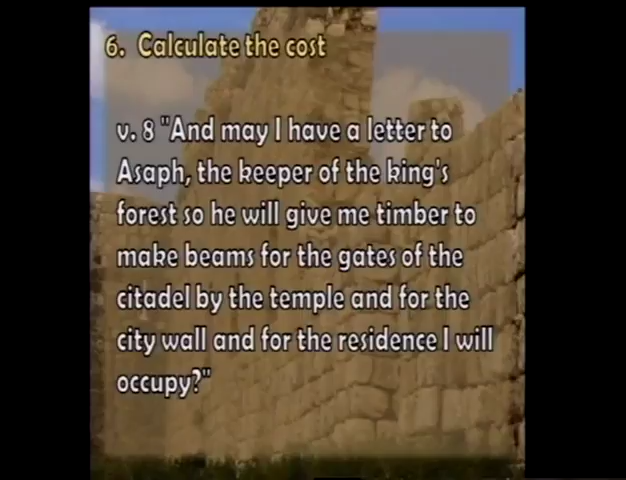 6. Calculate the cost
v. 8 "And may I have a letter to
Asaph, the keeper of the king's
forest so he will give me timber to
make beams for the gates of the
citadel by the temple and for the
city wall and for the residence I will
occupy?"